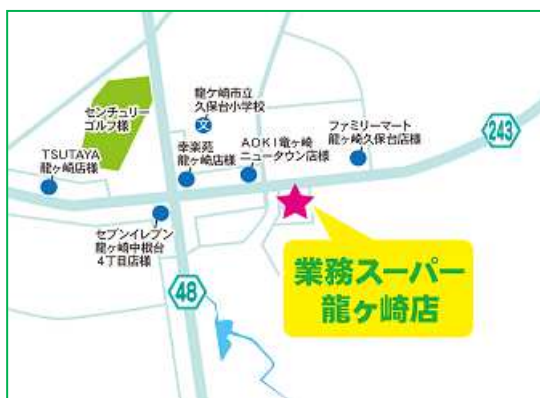 龍ケ崎市立
久保台小学校
文
センチュリー
ゴルフ様
TSUTAYA
龍ヶ崎店様
幸楽苑
龍ヶ崎店様
AOKI竜ヶ崎
ニュータウン店様
ファミリーマート
龍ヶ崎久保台店様
243
セブンイレブン
龍ヶ崎中根台
4丁目店様
48
業務スーパー
龍ヶ崎店